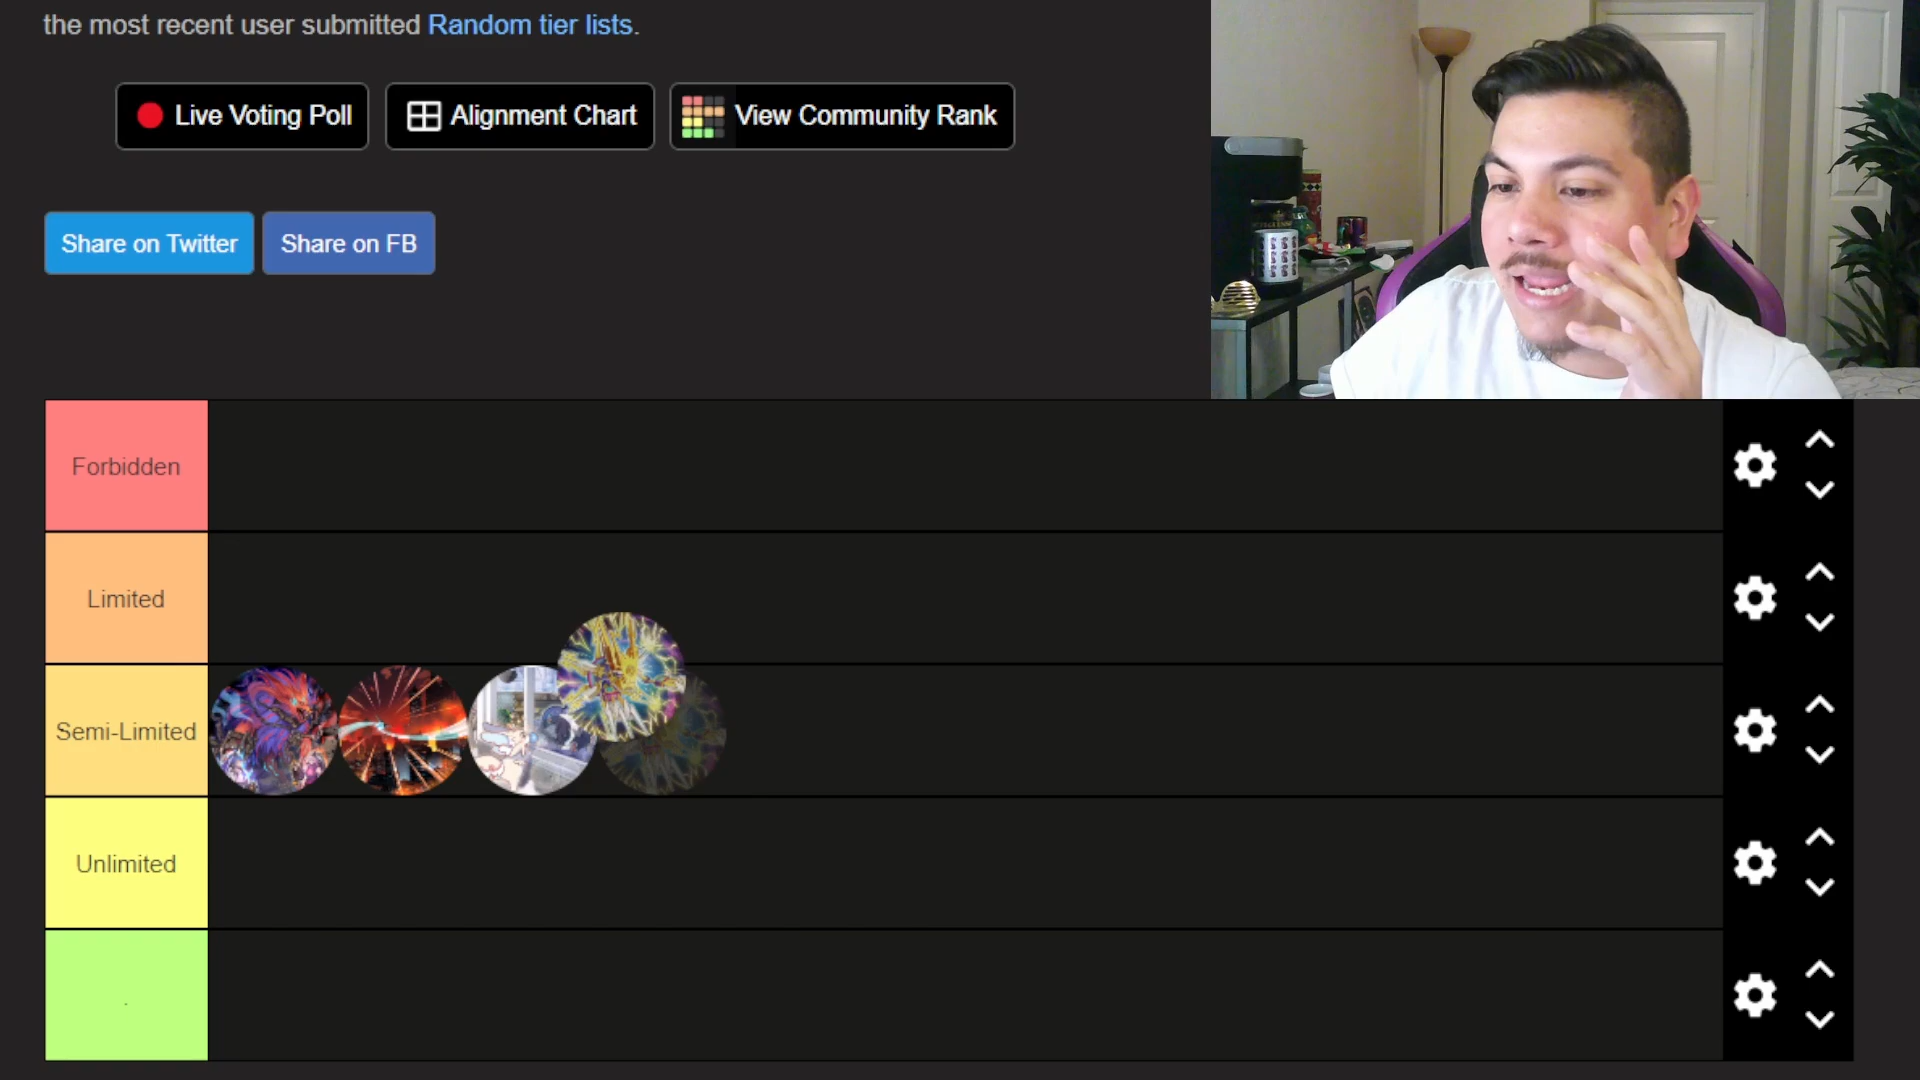 the most recent user submitted Random tier lists.
Live Voting Poll
Alignment Chart
View Community Rank
Share on Twitter
Share on FB
Forbidden
Limited
Semi-Limited
Unlimited
.